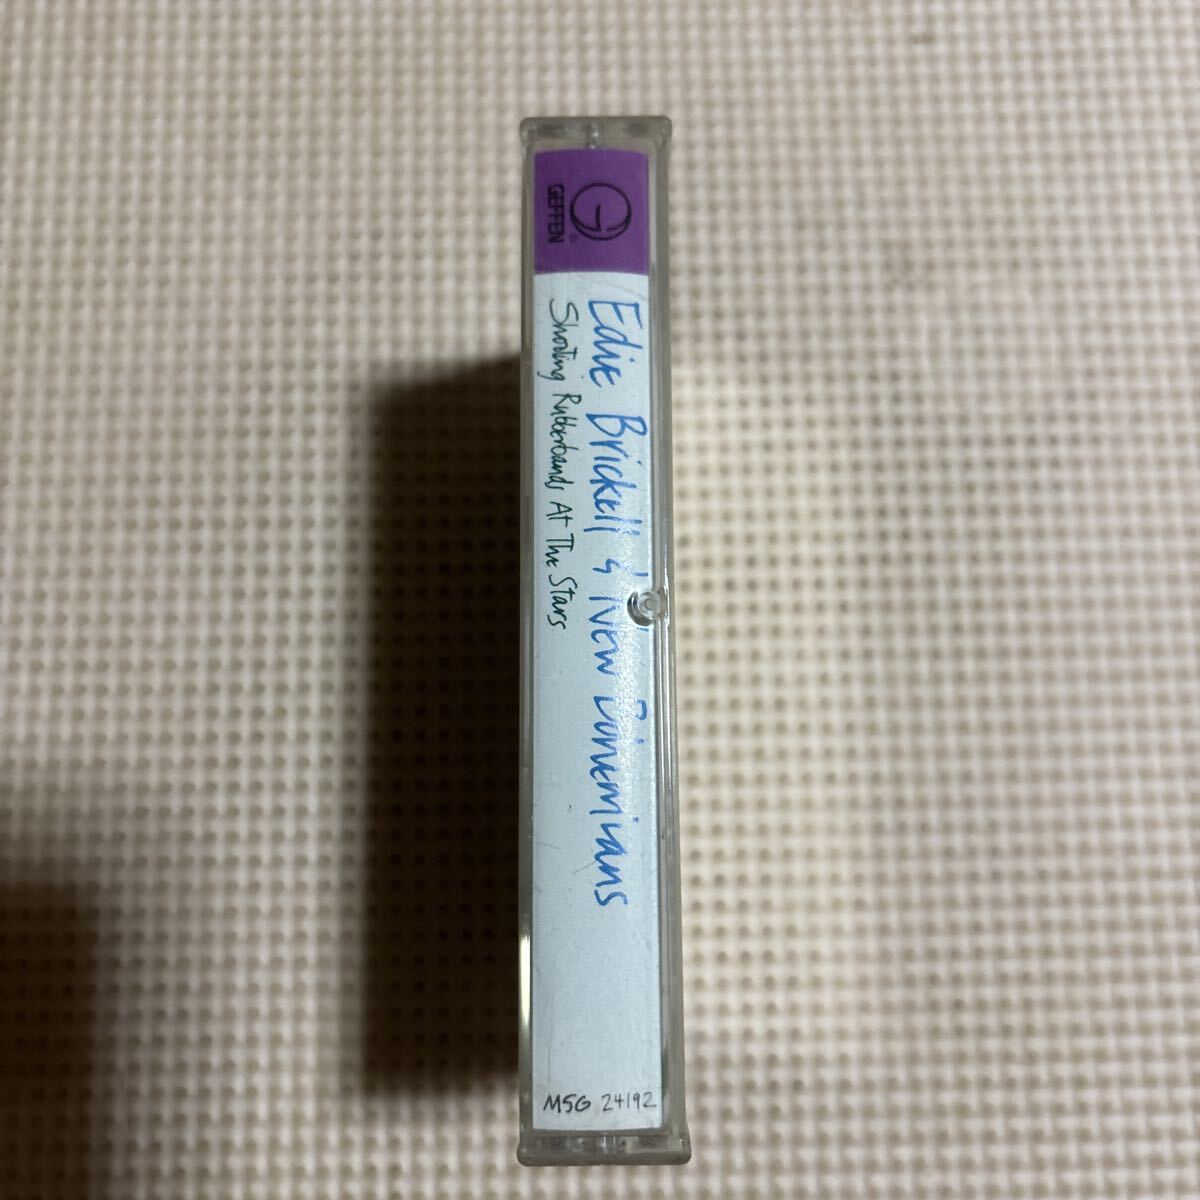 GEFFEN
Edie Brickell & New Bohemians
Shooting Rubberbands At The Stars
M5G 24192